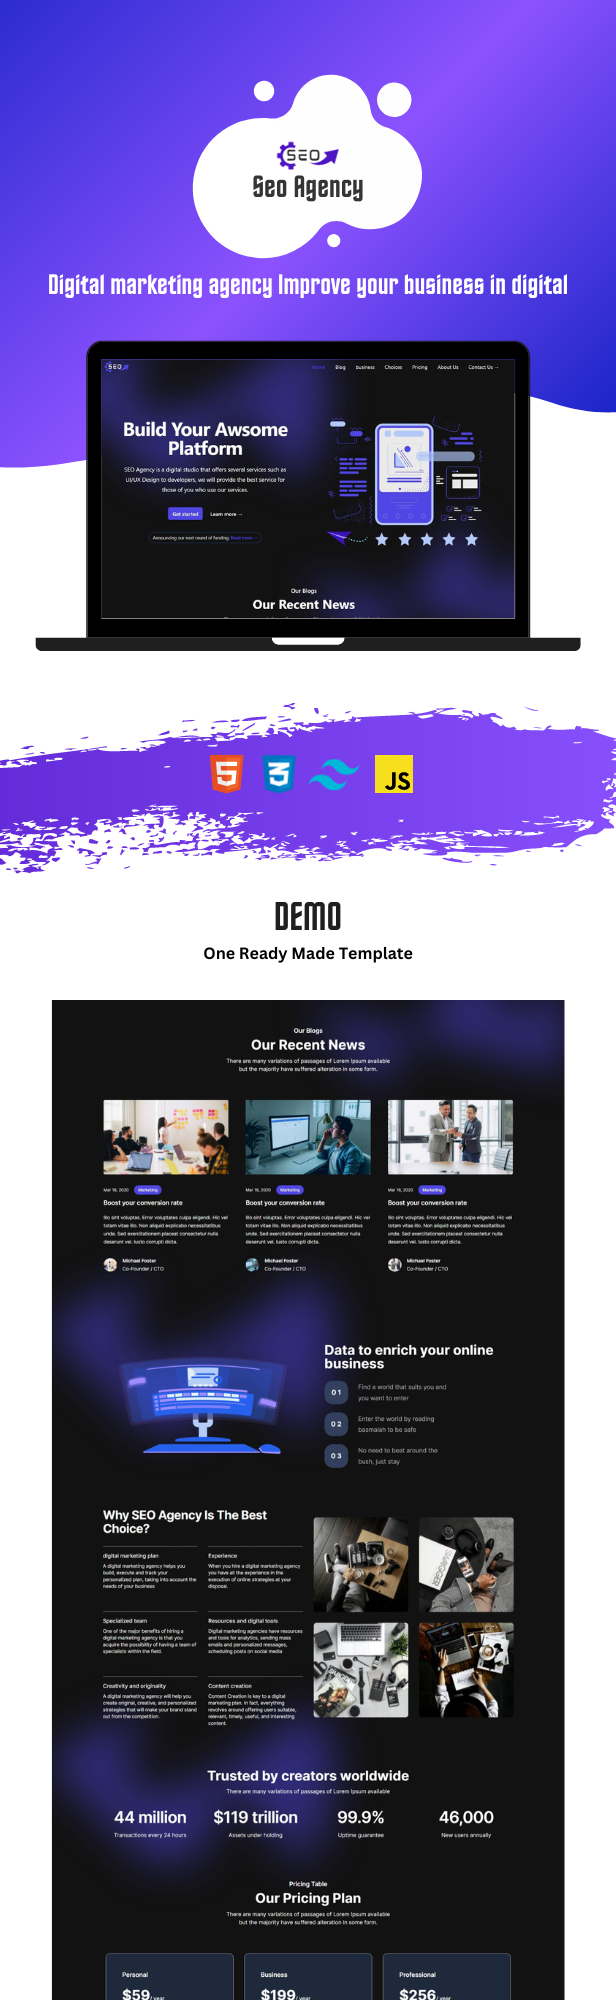 SEO
Seo Agency
Digital marketing agency Improve your business in digital
SEO
Home Blog business Choices Pricing About Us Contact Us →
Build Your Awsome
Platform
SEO Agency is a digital studio that offers several services such as
UI/UX Design to developers, we will provide the best service for
those of you who use our services.
Get started Learn more →
Announcing our next round of funding. Read more →
Our Blogs
Our Recent News
5
3
JS
DEMO
One Ready Made Template
Our Blogs
Our Recent News
There are many variations of passages of Lorem Ipsum available
but the majority have suffered alteration in some form.
Mar 16, 2020 Marketing
Boost your conversion rate
Illo sint voluptas. Error voluptates culpa eligendi. Hic vel
totam vitae illo. Non aliquid explicabo necessitatibus
unde. Sed exercitationem placeat consectetur nulla
deserunt vel. Iusto corrupti dicta.
Michael Foster
Co-Founder / CTO
Mar 16, 2020 Marketing
Boost your conversion rate
Illo sint voluptas. Error voluptates culpa eligendi. Hic vel
totam vitae illo. Non aliquid explicabo necessitatibus
unde. Sed exercitationem placeat consectetur nulla
deserunt vel. Iusto corrupti dicta.
Michael Foster
Co-Founder / CTO
Mar 16, 2020 Marketing
Boost your conversion rate
Illo sint voluptas. Error voluptates culpa eligendi. Hic vel
totam vitae illo. Non aliquid explicabo necessitatibus
unde. Sed exercitationem placeat consectetur nulla
deserunt vel. Iusto corrupti dicta.
Michael Foster
Co-Founder / CTO
Data to enrich your online
business
01
Find a world that suits you and
you want to enter
02
Enter the world by reading
basmalah to be safe
03
No need to beat around the
bush, just stay
Why SEO Agency Is The Best
Choice?
digital marketing plan
A digital marketing agency helps you
build, execute and track your
personalized plan, taking into account the
needs of your business
Experience
When you hire a digital marketing agency
you have all the experience in the
execution of online strategies at your
disposal.
Specialized team
One of the major benefits of hiring a
digital marketing agency is that you
acquire the possibility of having a team of
specialists within the field.
Resources and digital tools
Digital marketing agencies have resources
and tools for analytics, sending mass
emails and personalized messages,
scheduling posts on social media
Creativity and originality
A digital marketing agency will help you
create original, creative, and personalized
strategies that will make your brand stand
out from the competition.
Content creation
Content Creation is key to a digital
marketing plan. In fact, everything
revolves around offering users suitable,
relevant, timely, useful, and interesting
content.
Trusted by creators worldwide
There are many variations of passages of Lorem Ipsum available
44 million
Transactions every 24 hours
$119 trillion
Assets under holding
99.9%
Uptime guarantee
46,000
New users annually
Pricing Table
Our Pricing Plan
There are many variations of passages of Lorem Ipsum available
but the majority have suffered alteration in some form.
Personal
$59/ year
Business
$199/ year
Professional
$256/ year